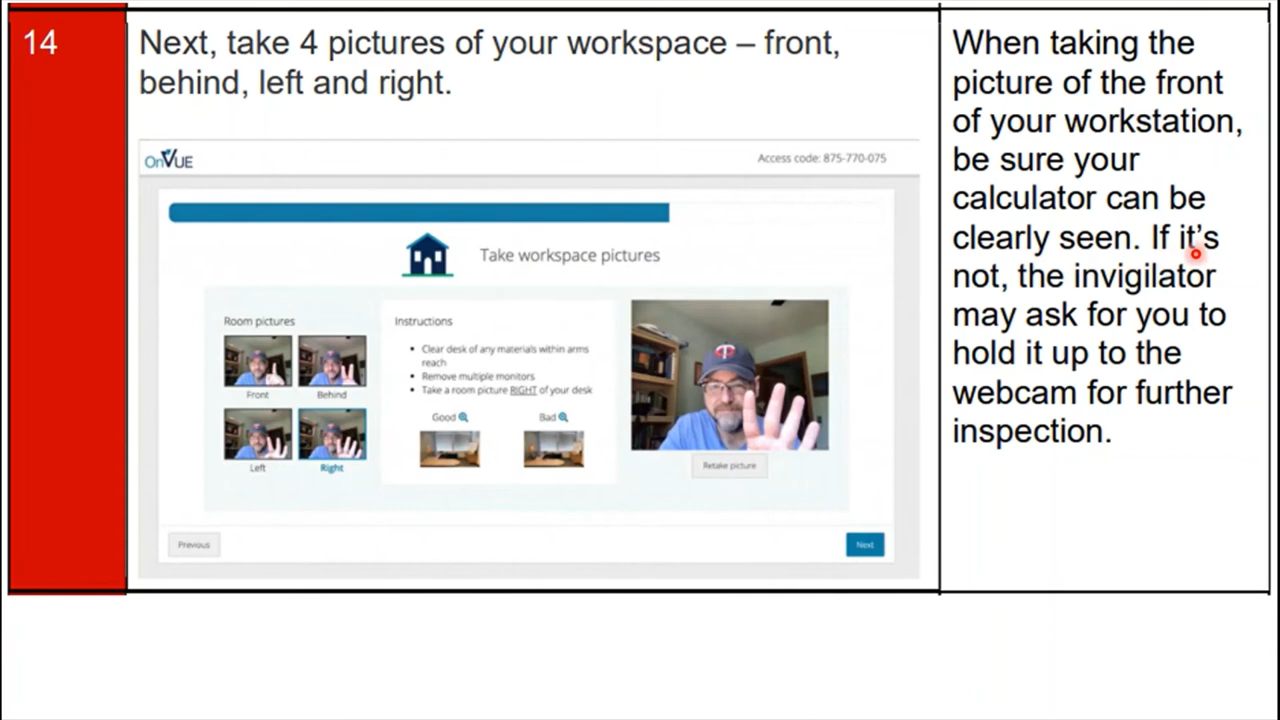 14
Next, take 4 pictures of your workspace – front,
behind, left and right.
OnVUE
Access code: 875-770-075
Take workspace pictures
Room pictures
Front
Behind
Left
Right
Instructions
• Clear desk of any materials within arms
reach
• Remove multiple monitors
• Take a room picture RIGHT of your desk
Good
Bad
Retake picture
Previous
Next
When taking the
picture of the front
of your workstation,
be sure your
calculator can be
clearly seen. If it’s
not, the invigilator
may ask for you to
hold it up to the
webcam for further
inspection.